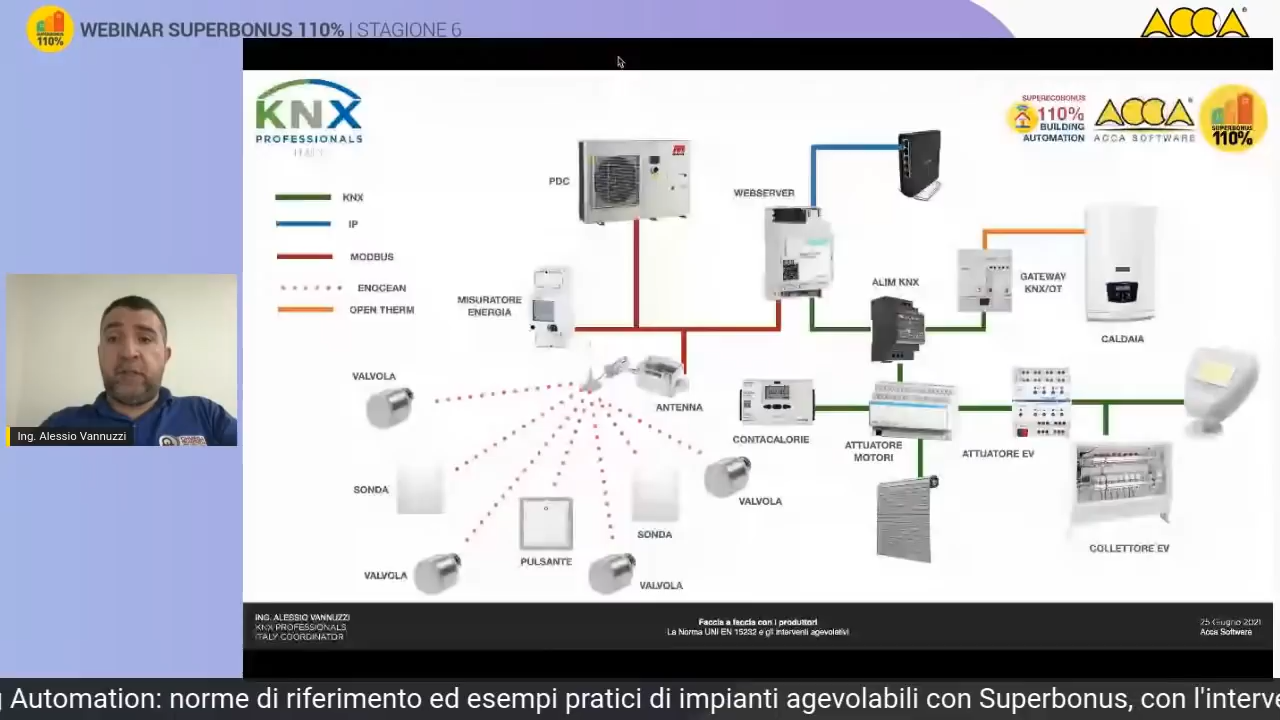 SUPERBONUS
110%
WEBINAR SUPERBONUS 110% | STAGIONE 6
ACCA
KNX
PROFESSIONALS
SUPERECOBONUS
110%
BUILDING
AUTOMATION
ACCA
ACCA SOFTWARE
SUPERBONUS
110%
KNX
IP
MODBUS
ENOCEAN
OPEN THERM
PDC
WEBSERVER
MISURATORE
ENERGIA
ALIM KNX
GATEWAY
KNX/OT
CALDAIA
VALVOLA
ANTENNA
CONTACALORIE
ATTUATORE
MOTORI
ATTUATORE EV
SONDA
VALVOLA
SONDA
PULSANTE
VALVOLA
VALVOLA
COLLETTORE EV
Ing. Alessio Vannuzzi
ING. ALESSIO VANNUZZI
KNX PROFESSIONALS
ITALY COORDINATOR
Faccia a faccia con i produttori
La Norma UNI EN 15232 e gli interventi agevolativi
25 Giugno 2021
Acca Software
g Automation: norme di riferimento ed esempi pratici di impianti agevolabili con Superbonus, con l'interve